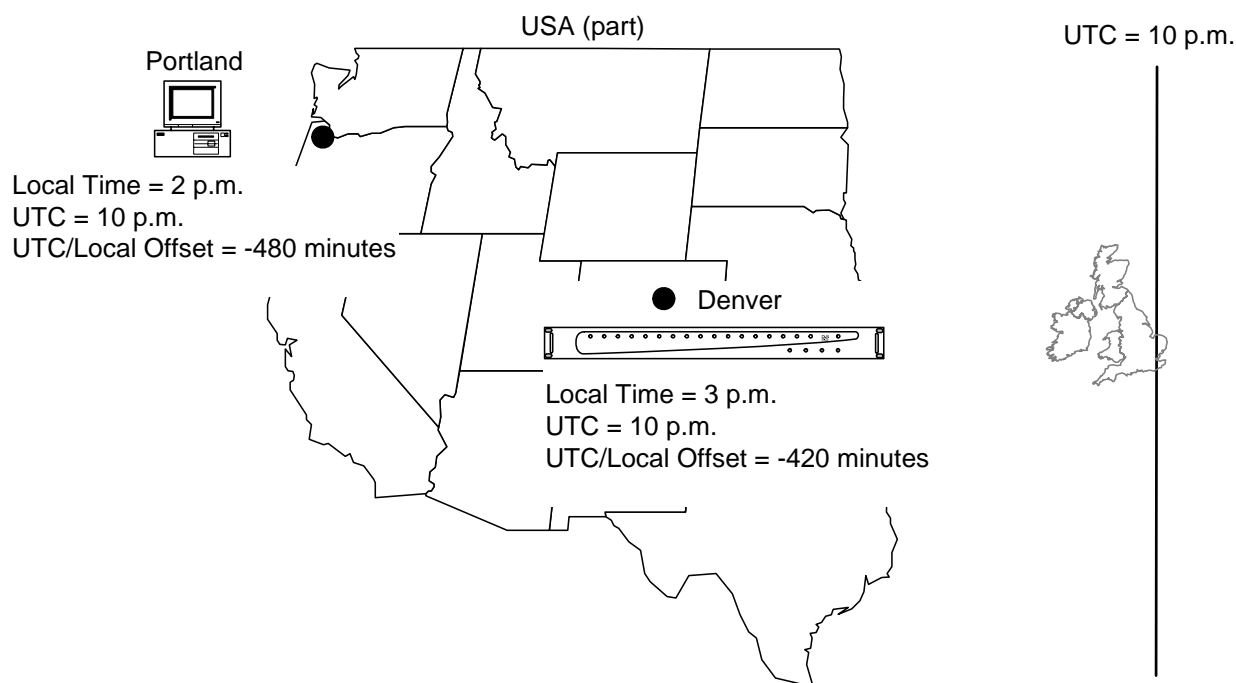 USA (part)
UTC = 10 p.m.
Portland
Local Time = 2 p.m.
UTC = 10 p.m.
UTC/Local Offset = -480 minutes
Denver
Local Time = 3 p.m.
UTC = 10 p.m.
UTC/Local Offset = -420 minutes